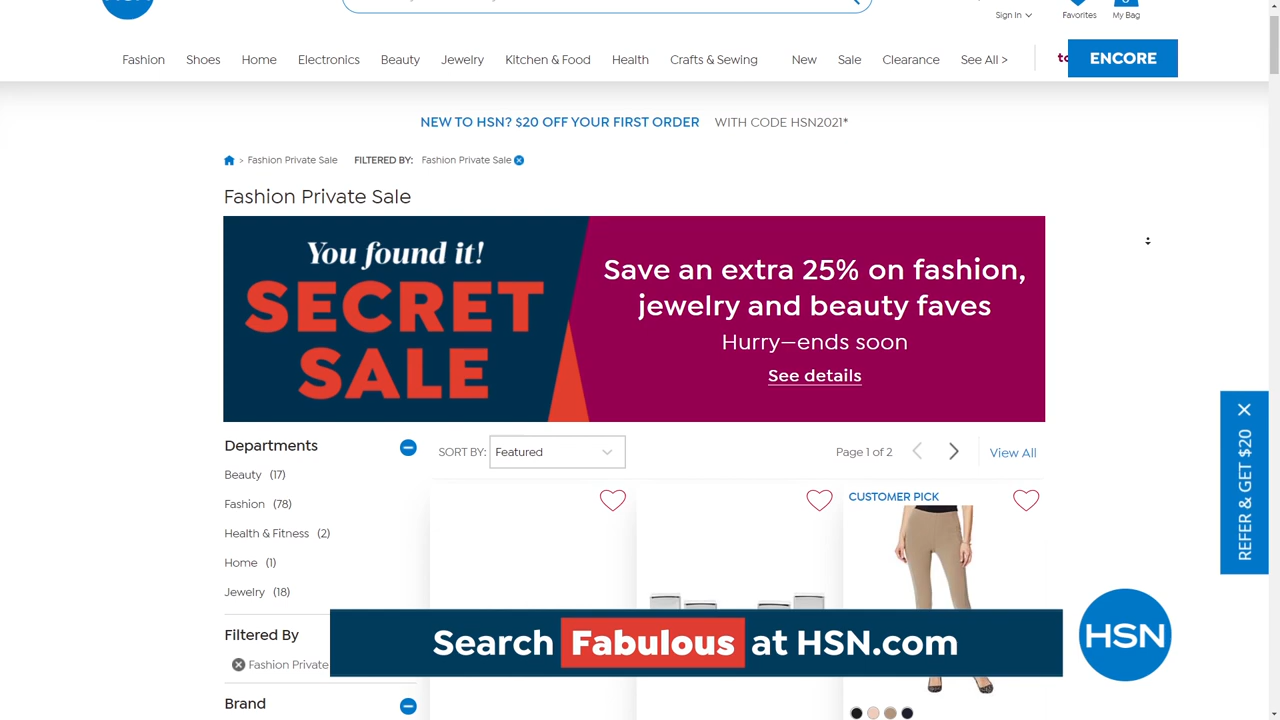 HSN
Sign In
Favorites
My Bag
Fashion Shoes Home Electronics Beauty Jewelry Kitchen & Food Health Crafts & Sewing New Sale Clearance See All >
ENCORE
NEW TO HSN? $20 OFF YOUR FIRST ORDER WITH CODE HSN2021*
> Fashion Private Sale FILTERED BY: Fashion Private Sale
Fashion Private Sale
You found it!
SECRET
SALE
Save an extra 25% on fashion,
jewelry and beauty faves
Hurry—ends soon
See details
Departments
SORT BY: Featured
Page 1 of 2
View All
Beauty (17)
Fashion (78)
Health & Fitness (2)
Home (1)
Jewelry (18)
CUSTOMER PICK
REFER & GET $20
Filtered By
Fashion Private
Search Fabulous at HSN.com
HSN
Brand